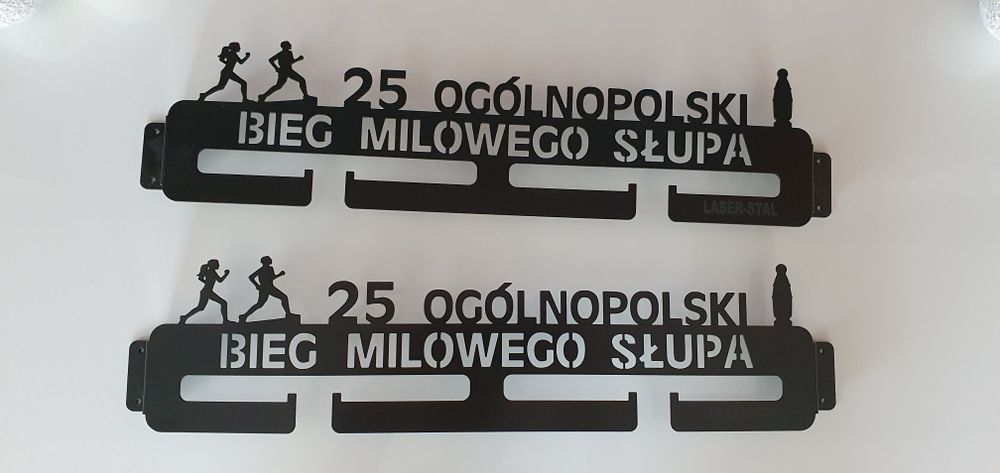 25 OGÓLNOPOLSKI
BIEG MILOWEGO SŁUPA
LASER-STAL
25 OGÓLNOPOLSKI
BIEG MILOWEGO SŁUPA